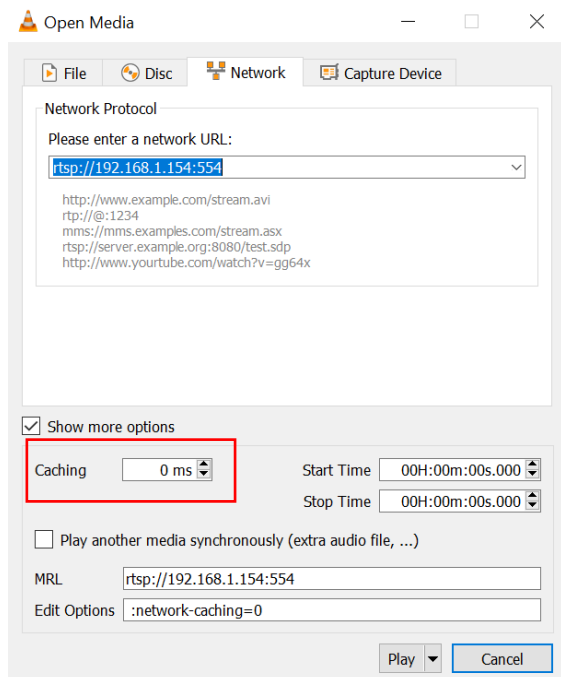 Open Media
File Disc Network Capture Device
Network Protocol
Please enter a network URL:
rtsp://192.168.1.154:554
http://www.example.com/stream.avi
rtp://@:1234
mms://mms.examples.com/stream.asx
rtsp://server.example.org:8080/test.sdp
http://www.yourtube.com/watch?v=gg64x
Show more options
Caching 0 ms Start Time 00H:00m:00s.000
Stop Time 00H:00m:00s.000
Play another media synchronously (extra audio file, ...)
MRL rtsp://192.168.1.154:554
Edit Options :network-caching=0
Play Cancel